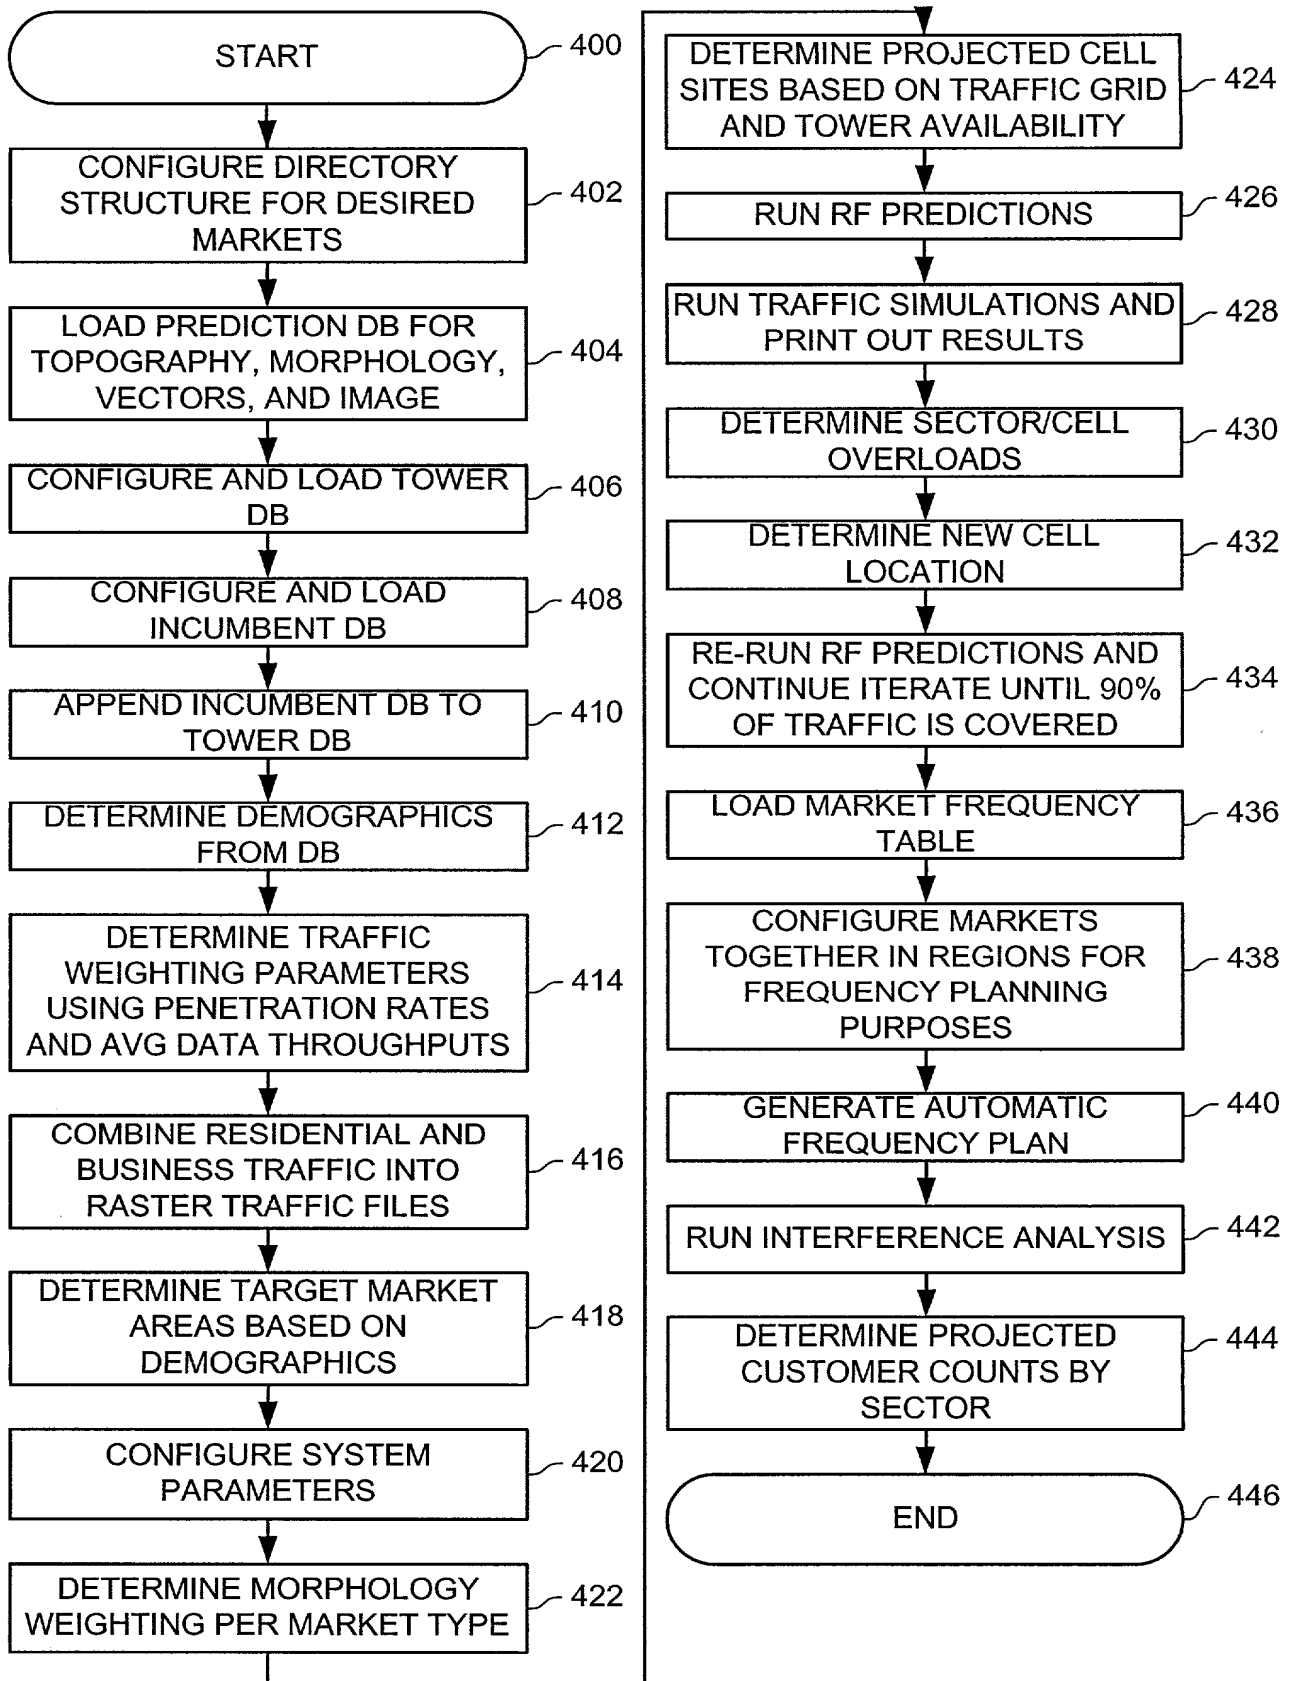 START
400
CONFIGURE DIRECTORY
STRUCTURE FOR DESIRED
MARKETS
402
LOAD PREDICTION DB FOR
TOPOGRAPHY, MORPHOLOGY,
VECTORS, AND IMAGE
404
CONFIGURE AND LOAD TOWER
DB
406
CONFIGURE AND LOAD
INCUMBENT DB
408
APPEND INCUMBENT DB TO
TOWER DB
410
DETERMINE DEMOGRAPHICS
FROM DB
412
DETERMINE TRAFFIC
WEIGHTING PARAMETERS
USING PENETRATION RATES
AND AVG DATA THROUGHPUTS
414
COMBINE RESIDENTIAL AND
BUSINESS TRAFFIC INTO
RASTER TRAFFIC FILES
416
DETERMINE TARGET MARKET
AREAS BASED ON
DEMOGRAPHICS
418
CONFIGURE SYSTEM
PARAMETERS
420
DETERMINE MORPHOLOGY
WEIGHTING PER MARKET TYPE
422
DETERMINE PROJECTED CELL
SITES BASED ON TRAFFIC GRID
AND TOWER AVAILABILITY
424
RUN RF PREDICTIONS
426
RUN TRAFFIC SIMULATIONS AND
PRINT OUT RESULTS
428
DETERMINE SECTOR/CELL
OVERLOADS
430
DETERMINE NEW CELL
LOCATION
432
RE-RUN RF PREDICTIONS AND
CONTINUE ITERATE UNTIL 90%
OF TRAFFIC IS COVERED
434
LOAD MARKET FREQUENCY
TABLE
436
CONFIGURE MARKETS
TOGETHER IN REGIONS FOR
FREQUENCY PLANNING
PURPOSES
438
GENERATE AUTOMATIC
FREQUENCY PLAN
440
RUN INTERFERENCE ANALYSIS
442
DETERMINE PROJECTED
CUSTOMER COUNTS BY
SECTOR
444
END
446